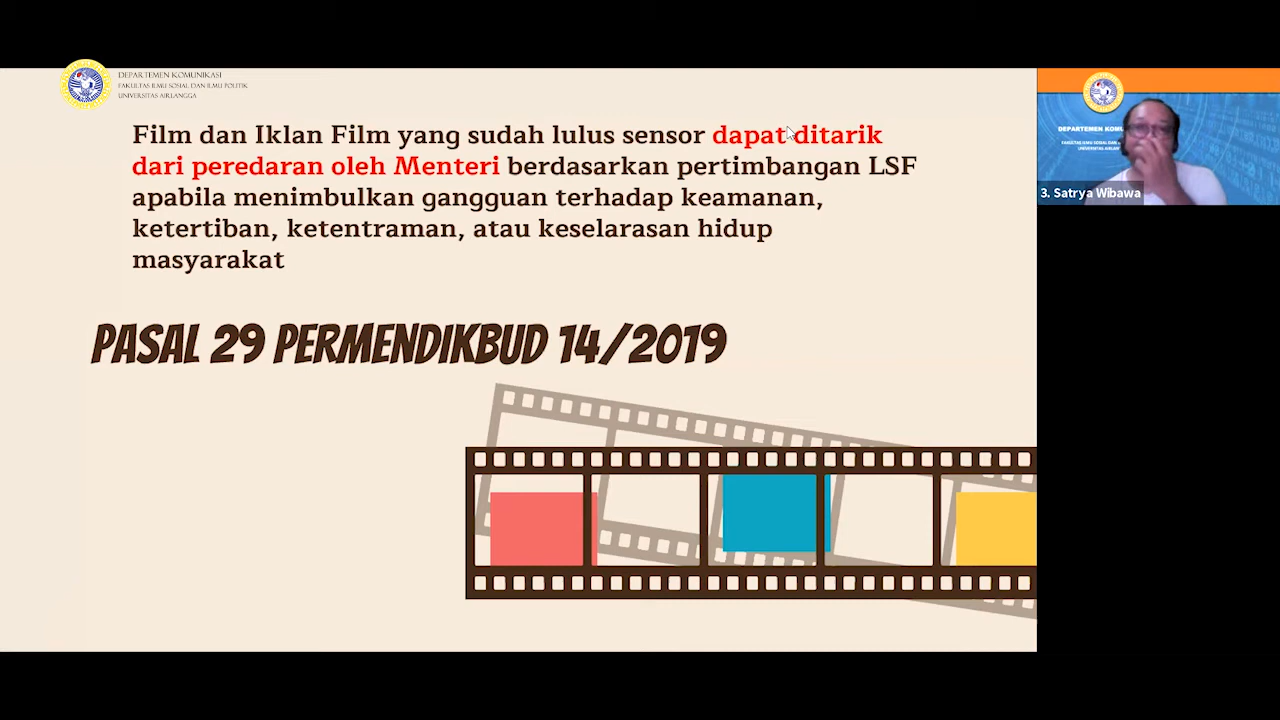 DEPARTEMEN KOMUNIKASI
FAKULTAS ILMU SOSIAL DAN ILMU POLITIK
UNIVERSITAS AIRLANGGA
Film dan Iklan Film yang sudah lulus sensor dapat ditarik
dari peredaran oleh Menteri berdasarkan pertimbangan LSF
apabila menimbulkan gangguan terhadap keamanan,
ketertiban, ketentraman, atau keselarasan hidup
masyarakat
PASAL 29 PERMENDIKBUD 14/2019
DEPARTEMEN
3. Satrya Wibawa